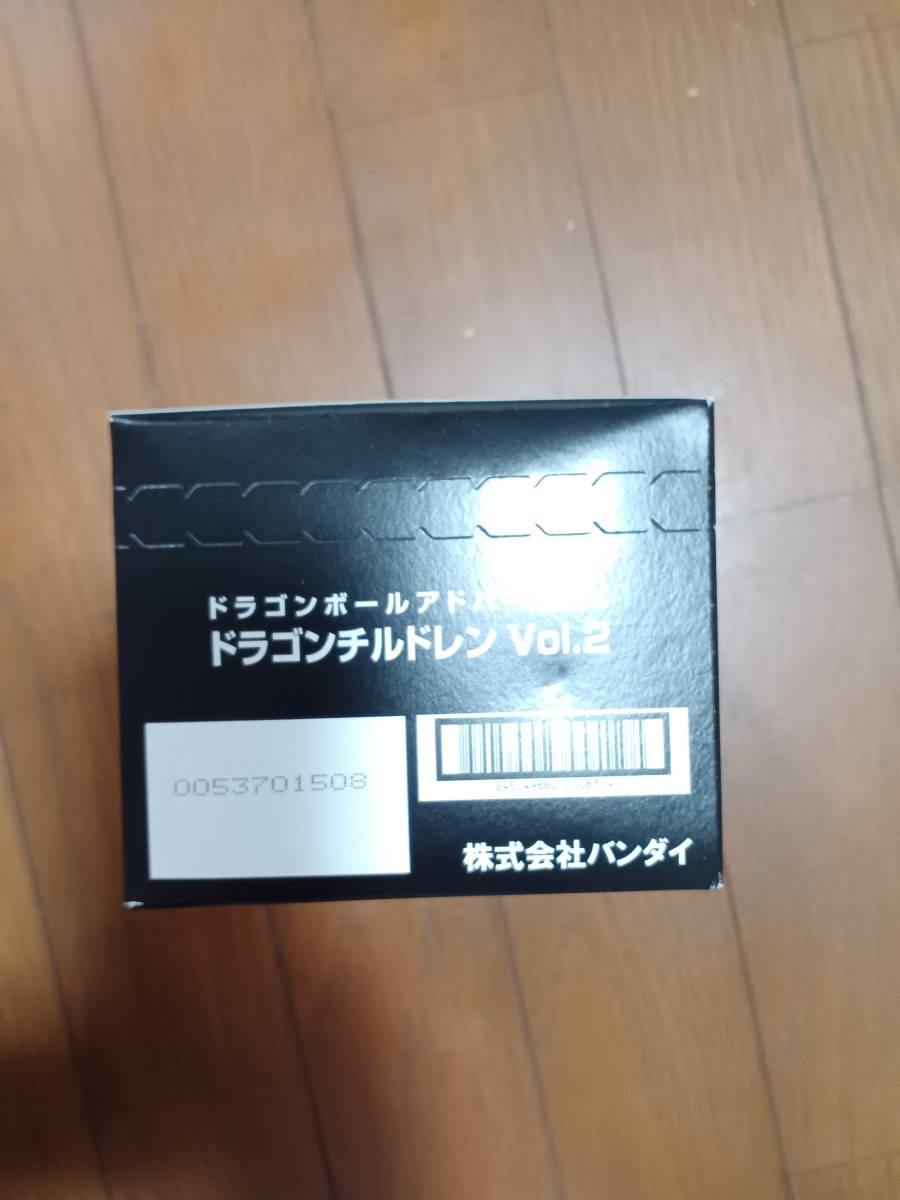 ドラゴンボールアドバ
ドラゴンチルドレン Vol.2
0053701508
株式会社バンダイ